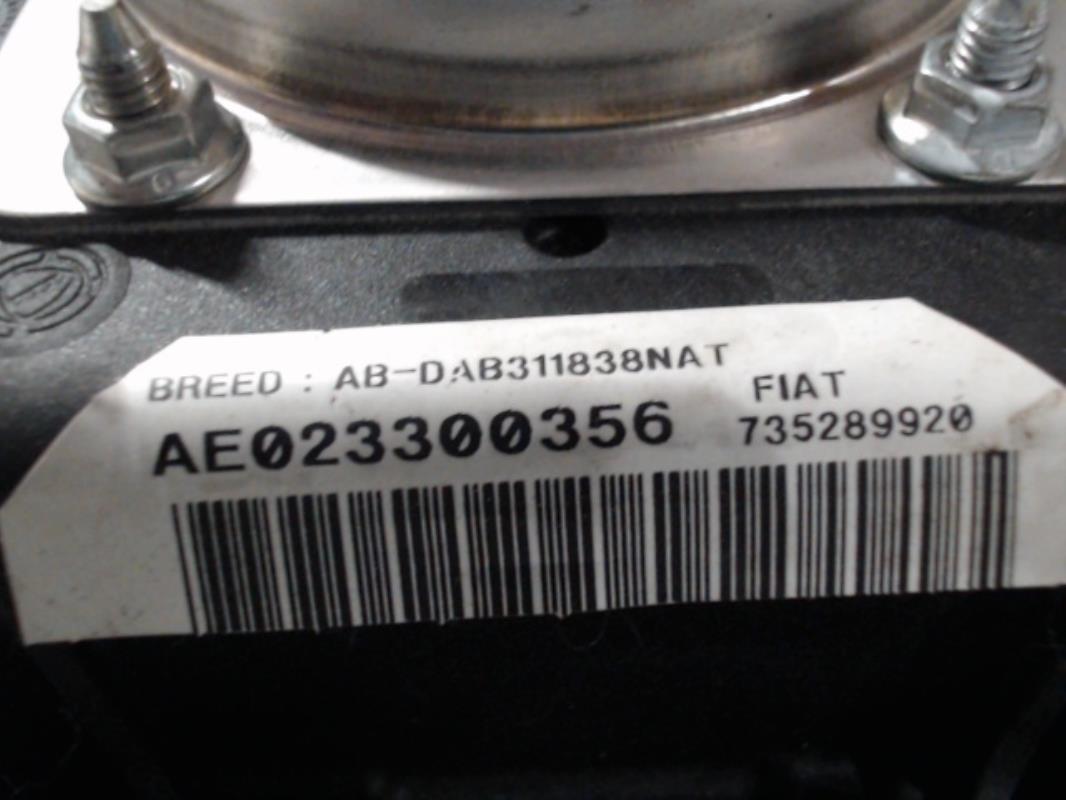 BREED : AB-DAB311838NAT
FIAT
AE023300356
735289920